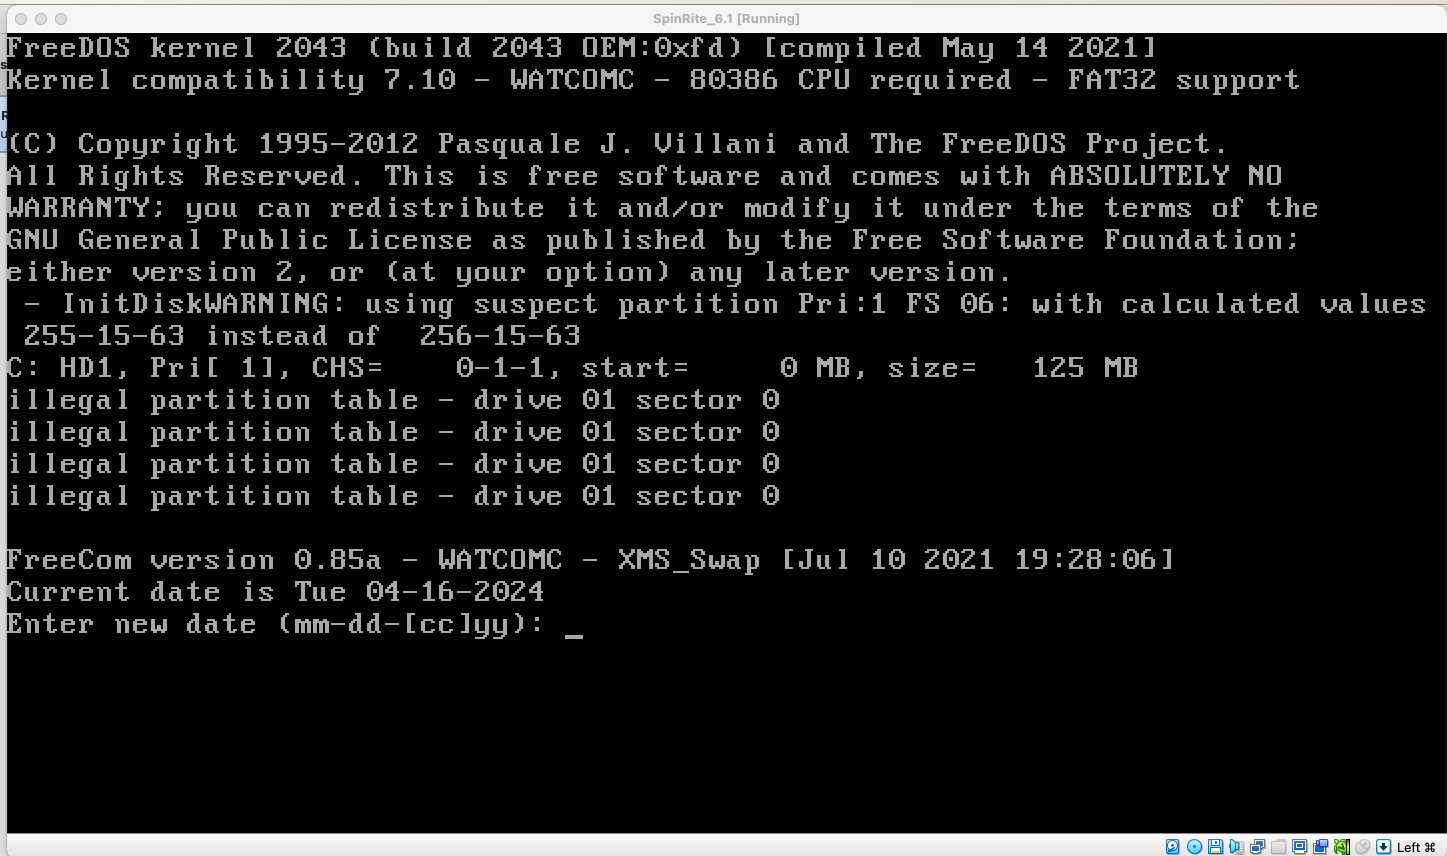 SpinRite_6.1 [Running]
FreeDOS kernel 2043 (build 2043 OEM:0xfd) [compiled May 14 2021]
Kernel compatibility 7.10 - WATCOMC - 80386 CPU required - FAT32 support
(C) Copyright 1995-2012 Pasquale J. Villani and The FreeDOS Project.
All Rights Reserved. This is free software and comes with ABSOLUTELY NO
WARRANTY; you can redistribute it and/or modify it under the terms of the
GNU General Public License as published by the Free Software Foundation;
either version 2, or (at your option) any later version.
 - InitDiskWARNING: using suspect partition Pri:1 FS 06: with calculated values
 255-15-63 instead of  256-15-63
C: HD1, Pri[ 1], CHS=    0-1-1, start=     0 MB, size=   125 MB
illegal partition table - drive 01 sector 0
illegal partition table - drive 01 sector 0
illegal partition table - drive 01 sector 0
illegal partition table - drive 01 sector 0
FreeCom version 0.85a - WATCOMC - XMS_Swap [Jul 10 2021 19:28:06]
Current date is Tue 04-16-2024
Enter new date (mm-dd-[cc]yy): _
Left ⌘